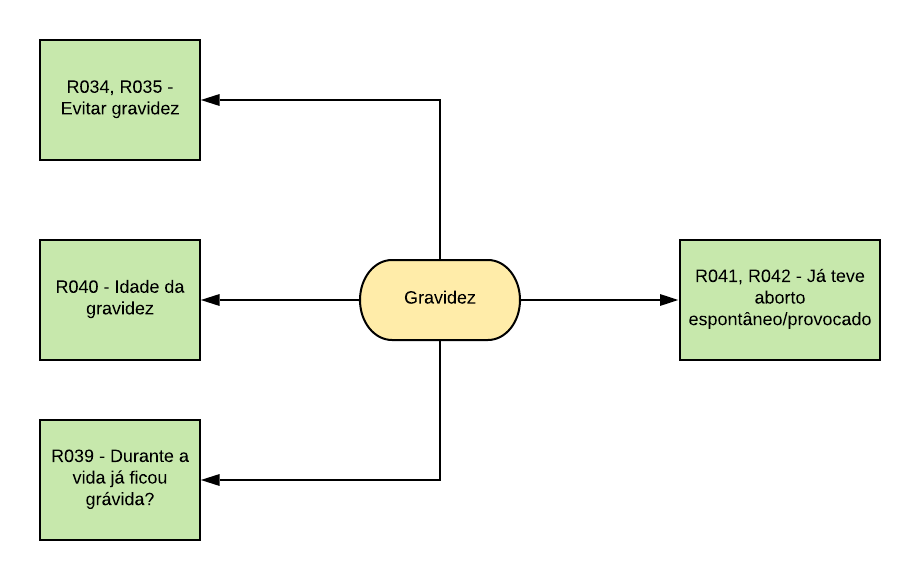 R034, R035 -
Evitar gravidez
R040 - Idade da
gravidez
Gravidez
R041, R042 - Já teve
aborto
espontâneo/provocado
R039 - Durante a
vida já ficou
grávida?